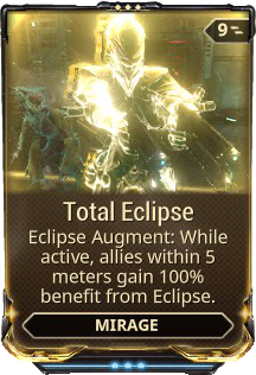 9
Total Eclipse
Eclipse Augment: While
active, allies within 5
meters gain 100%
benefit from Eclipse.
MIRAGE